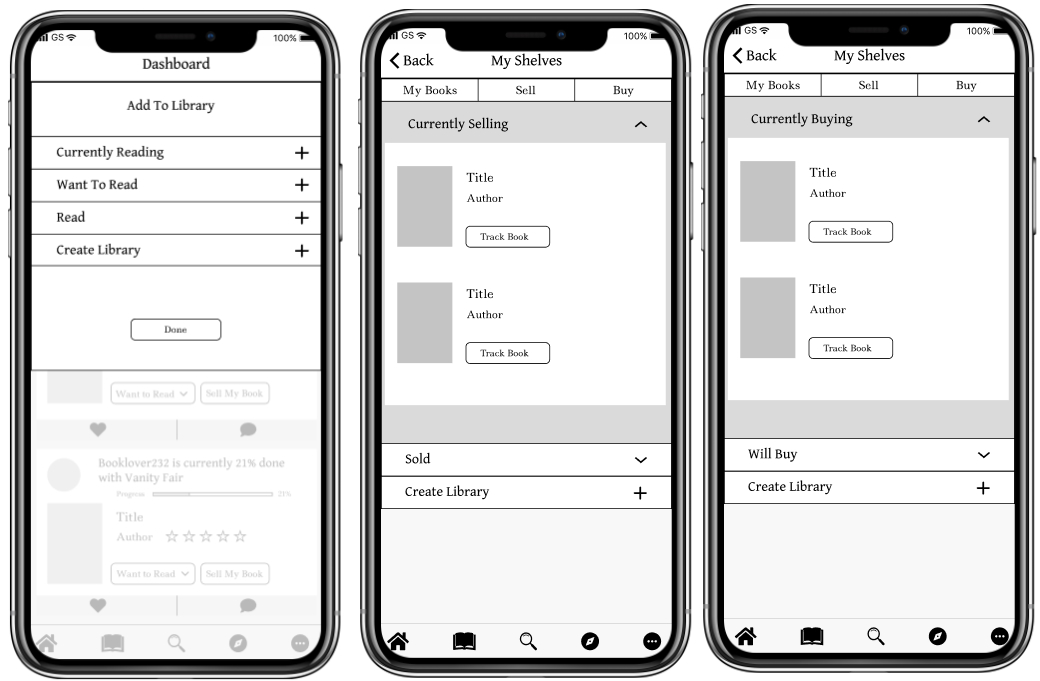 GS
100%
Dashboard
Add To Library
Currently Reading
Want To Read
Read
Create Library
Done
Want to Read
Sell My Book
Booklover232 is currently 21% done
with Vanity Fair
Progress
21%
Title
Author
Want to Read
Sell My Book
GS
100%
Back
My Shelves
My Books
Sell
Buy
Currently Selling
Title
Author
Track Book
Title
Author
Track Book
Sold
Create Library
GS
100%
Back
My Shelves
My Books
Sell
Buy
Currently Buying
Title
Author
Track Book
Title
Author
Track Book
Will Buy
Create Library